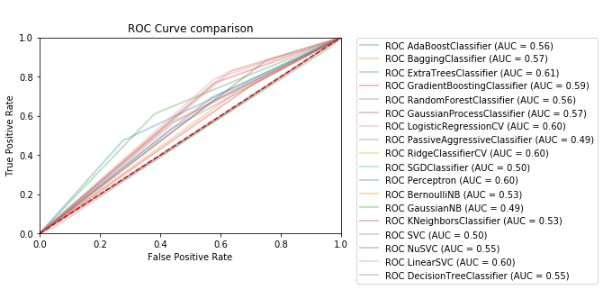 ROC Curve comparison
1.0
0.8
0.6
0.4
0.2
0.0
True Positive Rate
0.0 0.2 0.4 0.6 0.8 1.0
False Positive Rate
ROC AdaBoostClassifier (AUC = 0.56)
ROC BaggingClassifier (AUC = 0.57)
ROC ExtraTreesClassifier (AUC = 0.61)
ROC GradientBoostingClassifier (AUC = 0.59)
ROC RandomForestClassifier (AUC = 0.56)
ROC GaussianProcessClassifier (AUC = 0.57)
ROC LogisticRegressionCV (AUC = 0.60)
ROC PassiveAggressiveClassifier (AUC = 0.49)
ROC RidgeClassifierCV (AUC = 0.60)
ROC SGDClassifier (AUC = 0.50)
ROC Perceptron (AUC = 0.60)
ROC BernoulliNB (AUC = 0.53)
ROC GaussianNB (AUC = 0.49)
ROC KNeighborsClassifier (AUC = 0.53)
ROC SVC (AUC = 0.50)
ROC NuSVC (AUC = 0.55)
ROC LinearSVC (AUC = 0.60)
ROC DecisionTreeClassifier (AUC = 0.55)